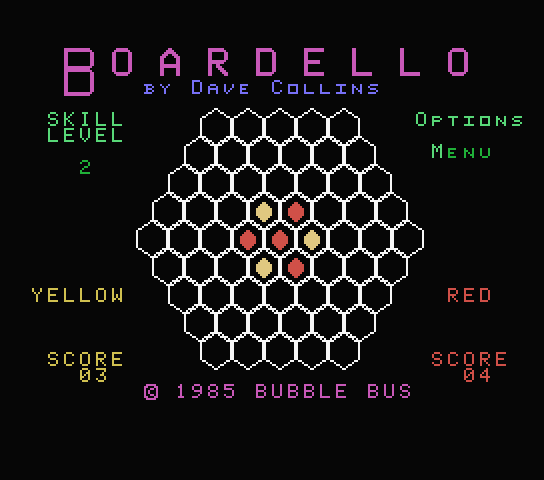 BOARDELLO
BY DAVE COLLINS
SKILL
LEVEL
2
OPTIONS
MENU
YELLOW
RED
SCORE
03
SCORE
04
© 1985 BUBBLE BUS